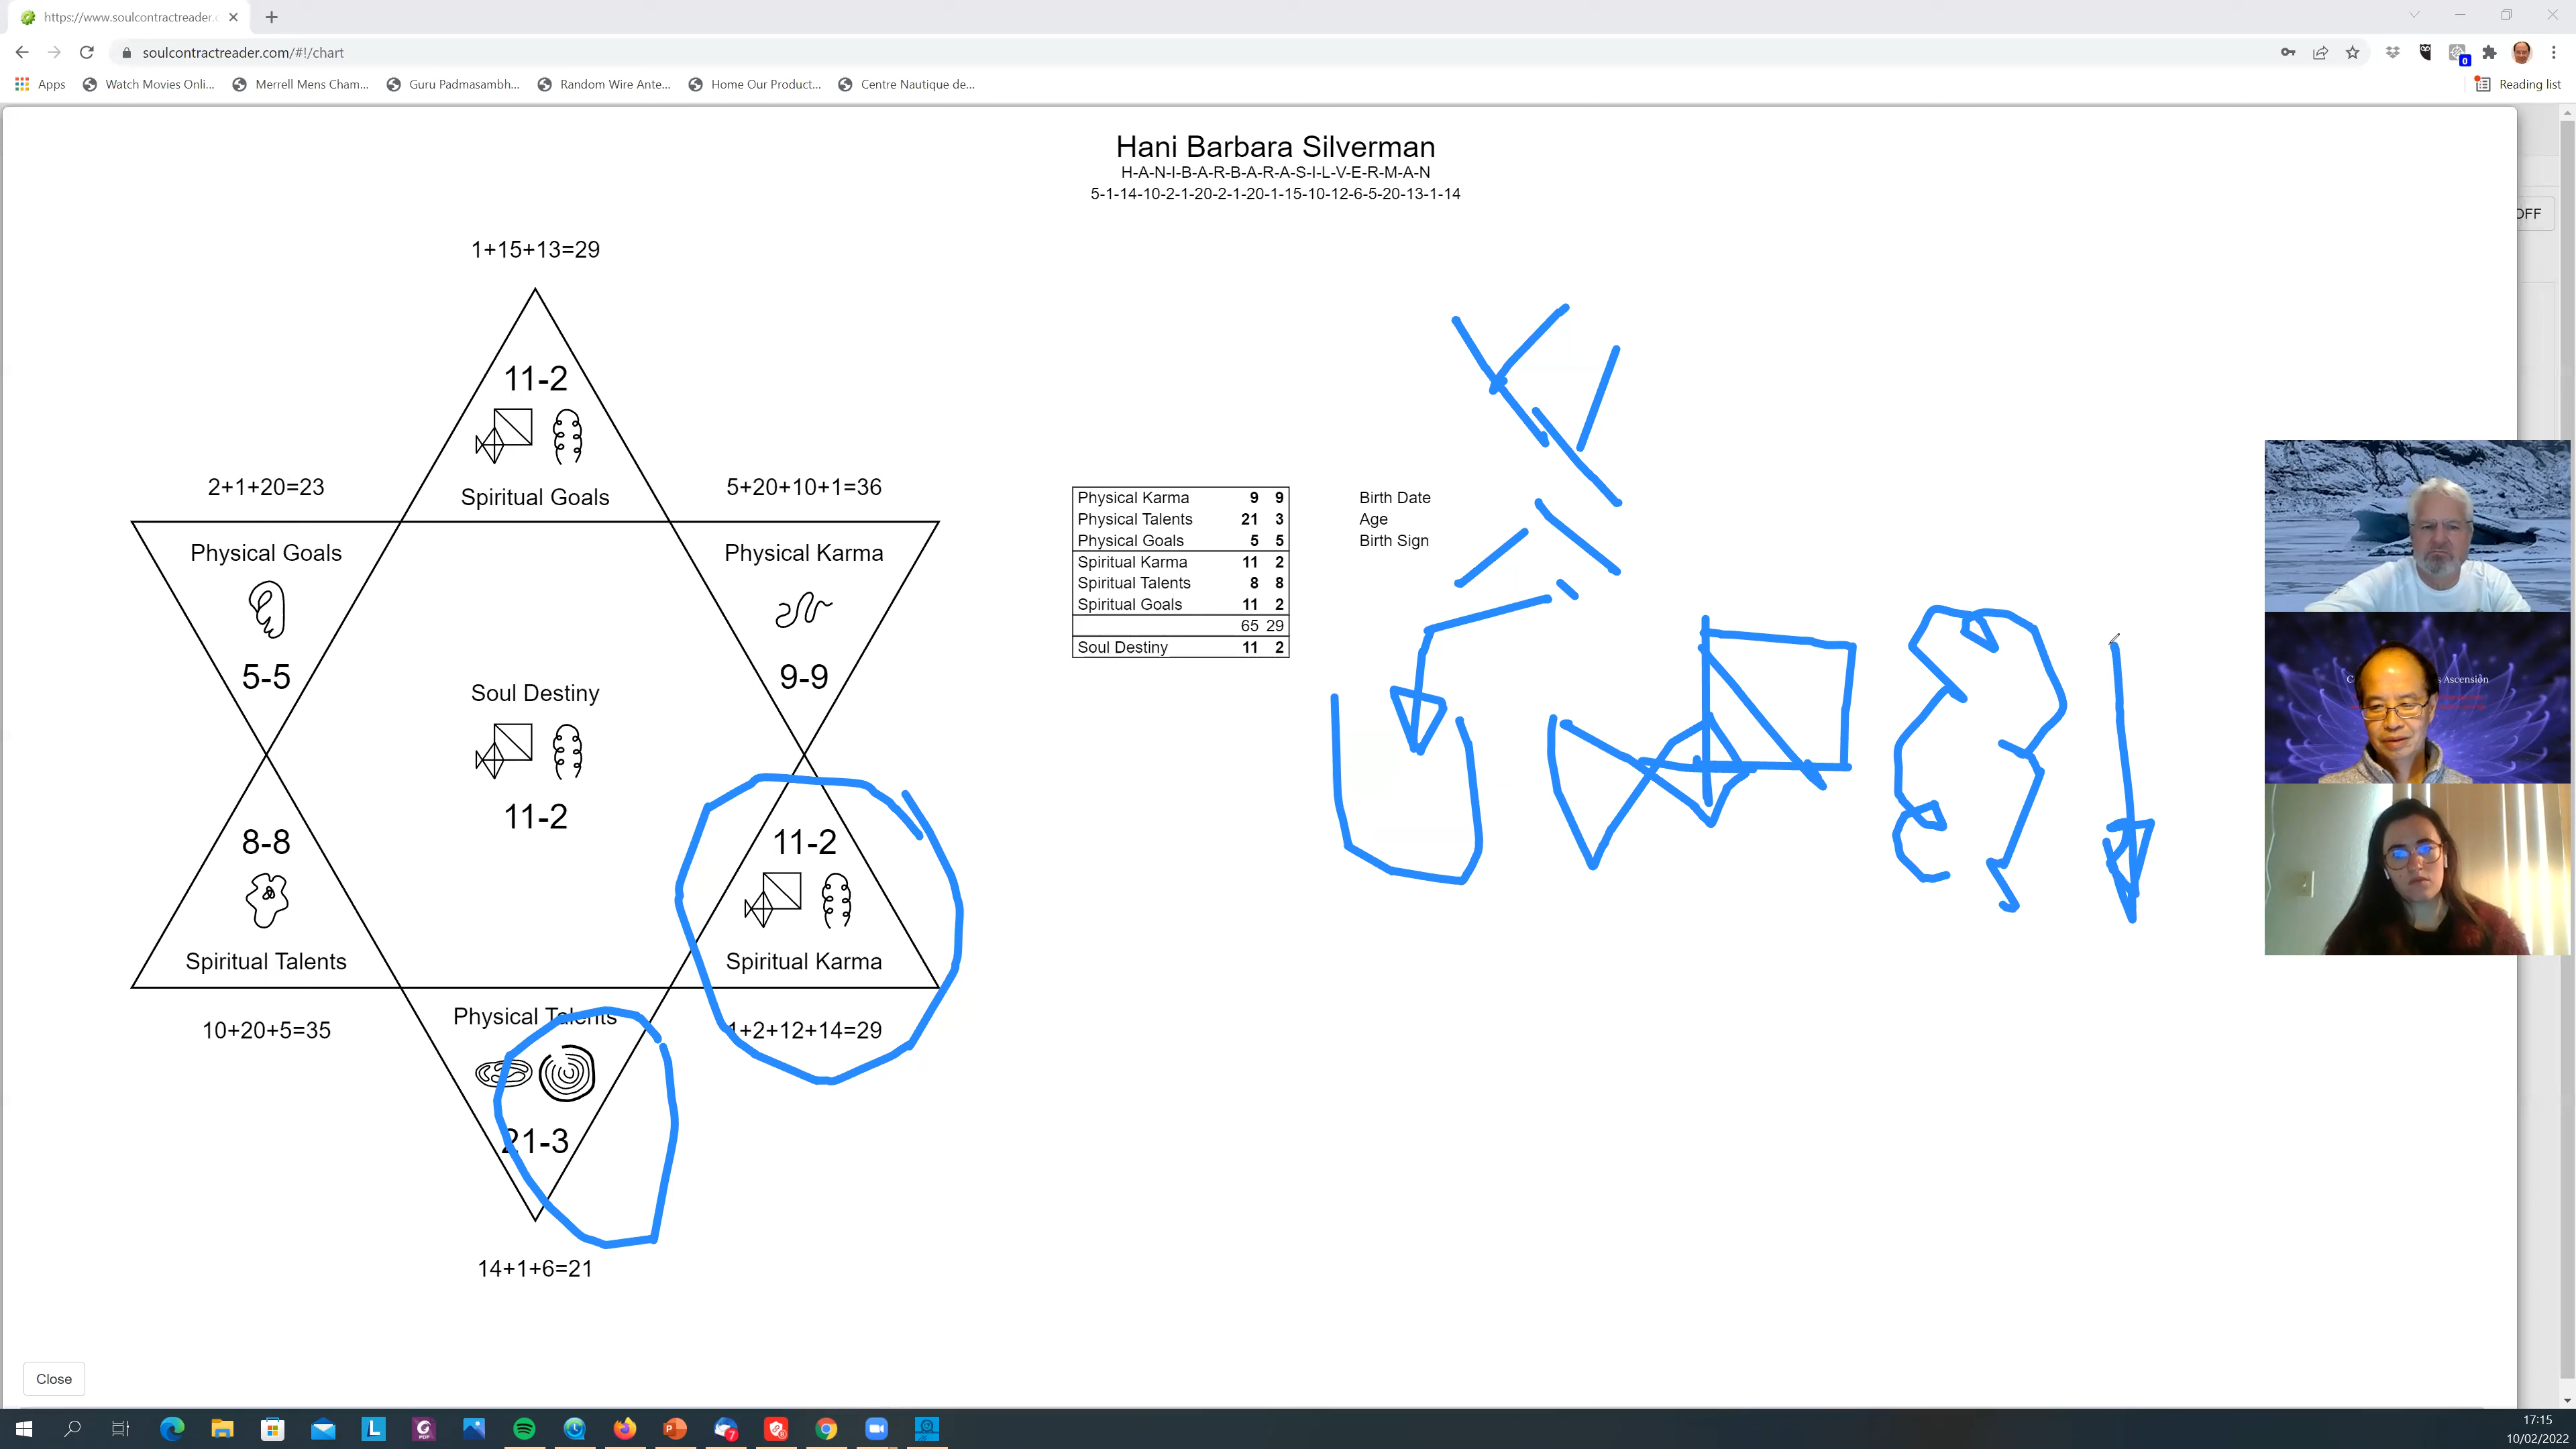 https://www.soulcontractreader.c
soulcontractreader.com/#!/chart
0
Apps
Watch Movies Onli...
Merrell Mens Cham...
Guru Padmasambh...
Random Wire Ante...
Home Our Product...
Centre Nautique de...
Reading list
OFF
Hani Barbara Silverman
H-A-N-I-B-A-R-B-A-R-A-S-I-L-V-E-R-M-A-N
5-1-14-10-2-1-20-2-1-20-1-15-10-12-6-5-20-13-1-14
1+15+13=29
11-2
Spiritual Goals
2+1+20=23
Physical Goals
5-5
5+20+10+1=36
Physical Karma
9-9
Soul Destiny
11-2
8-8
Spiritual Talents
10+20+5=35
11-2
Spiritual Karma
1+2+12+14=29
Physical Talents
21-3
14+1+6=21
Physical Karma 9 9
Physical Talents 21 3
Physical Goals 5 5
Spiritual Karma 11 2
Spiritual Talents 8 8
Spiritual Goals 11 2
65 29
Soul Destiny 11 2
Birth Date
Age
Birth Sign
Ascension
Close
L
PDF
P
7
17:15
10/02/2022